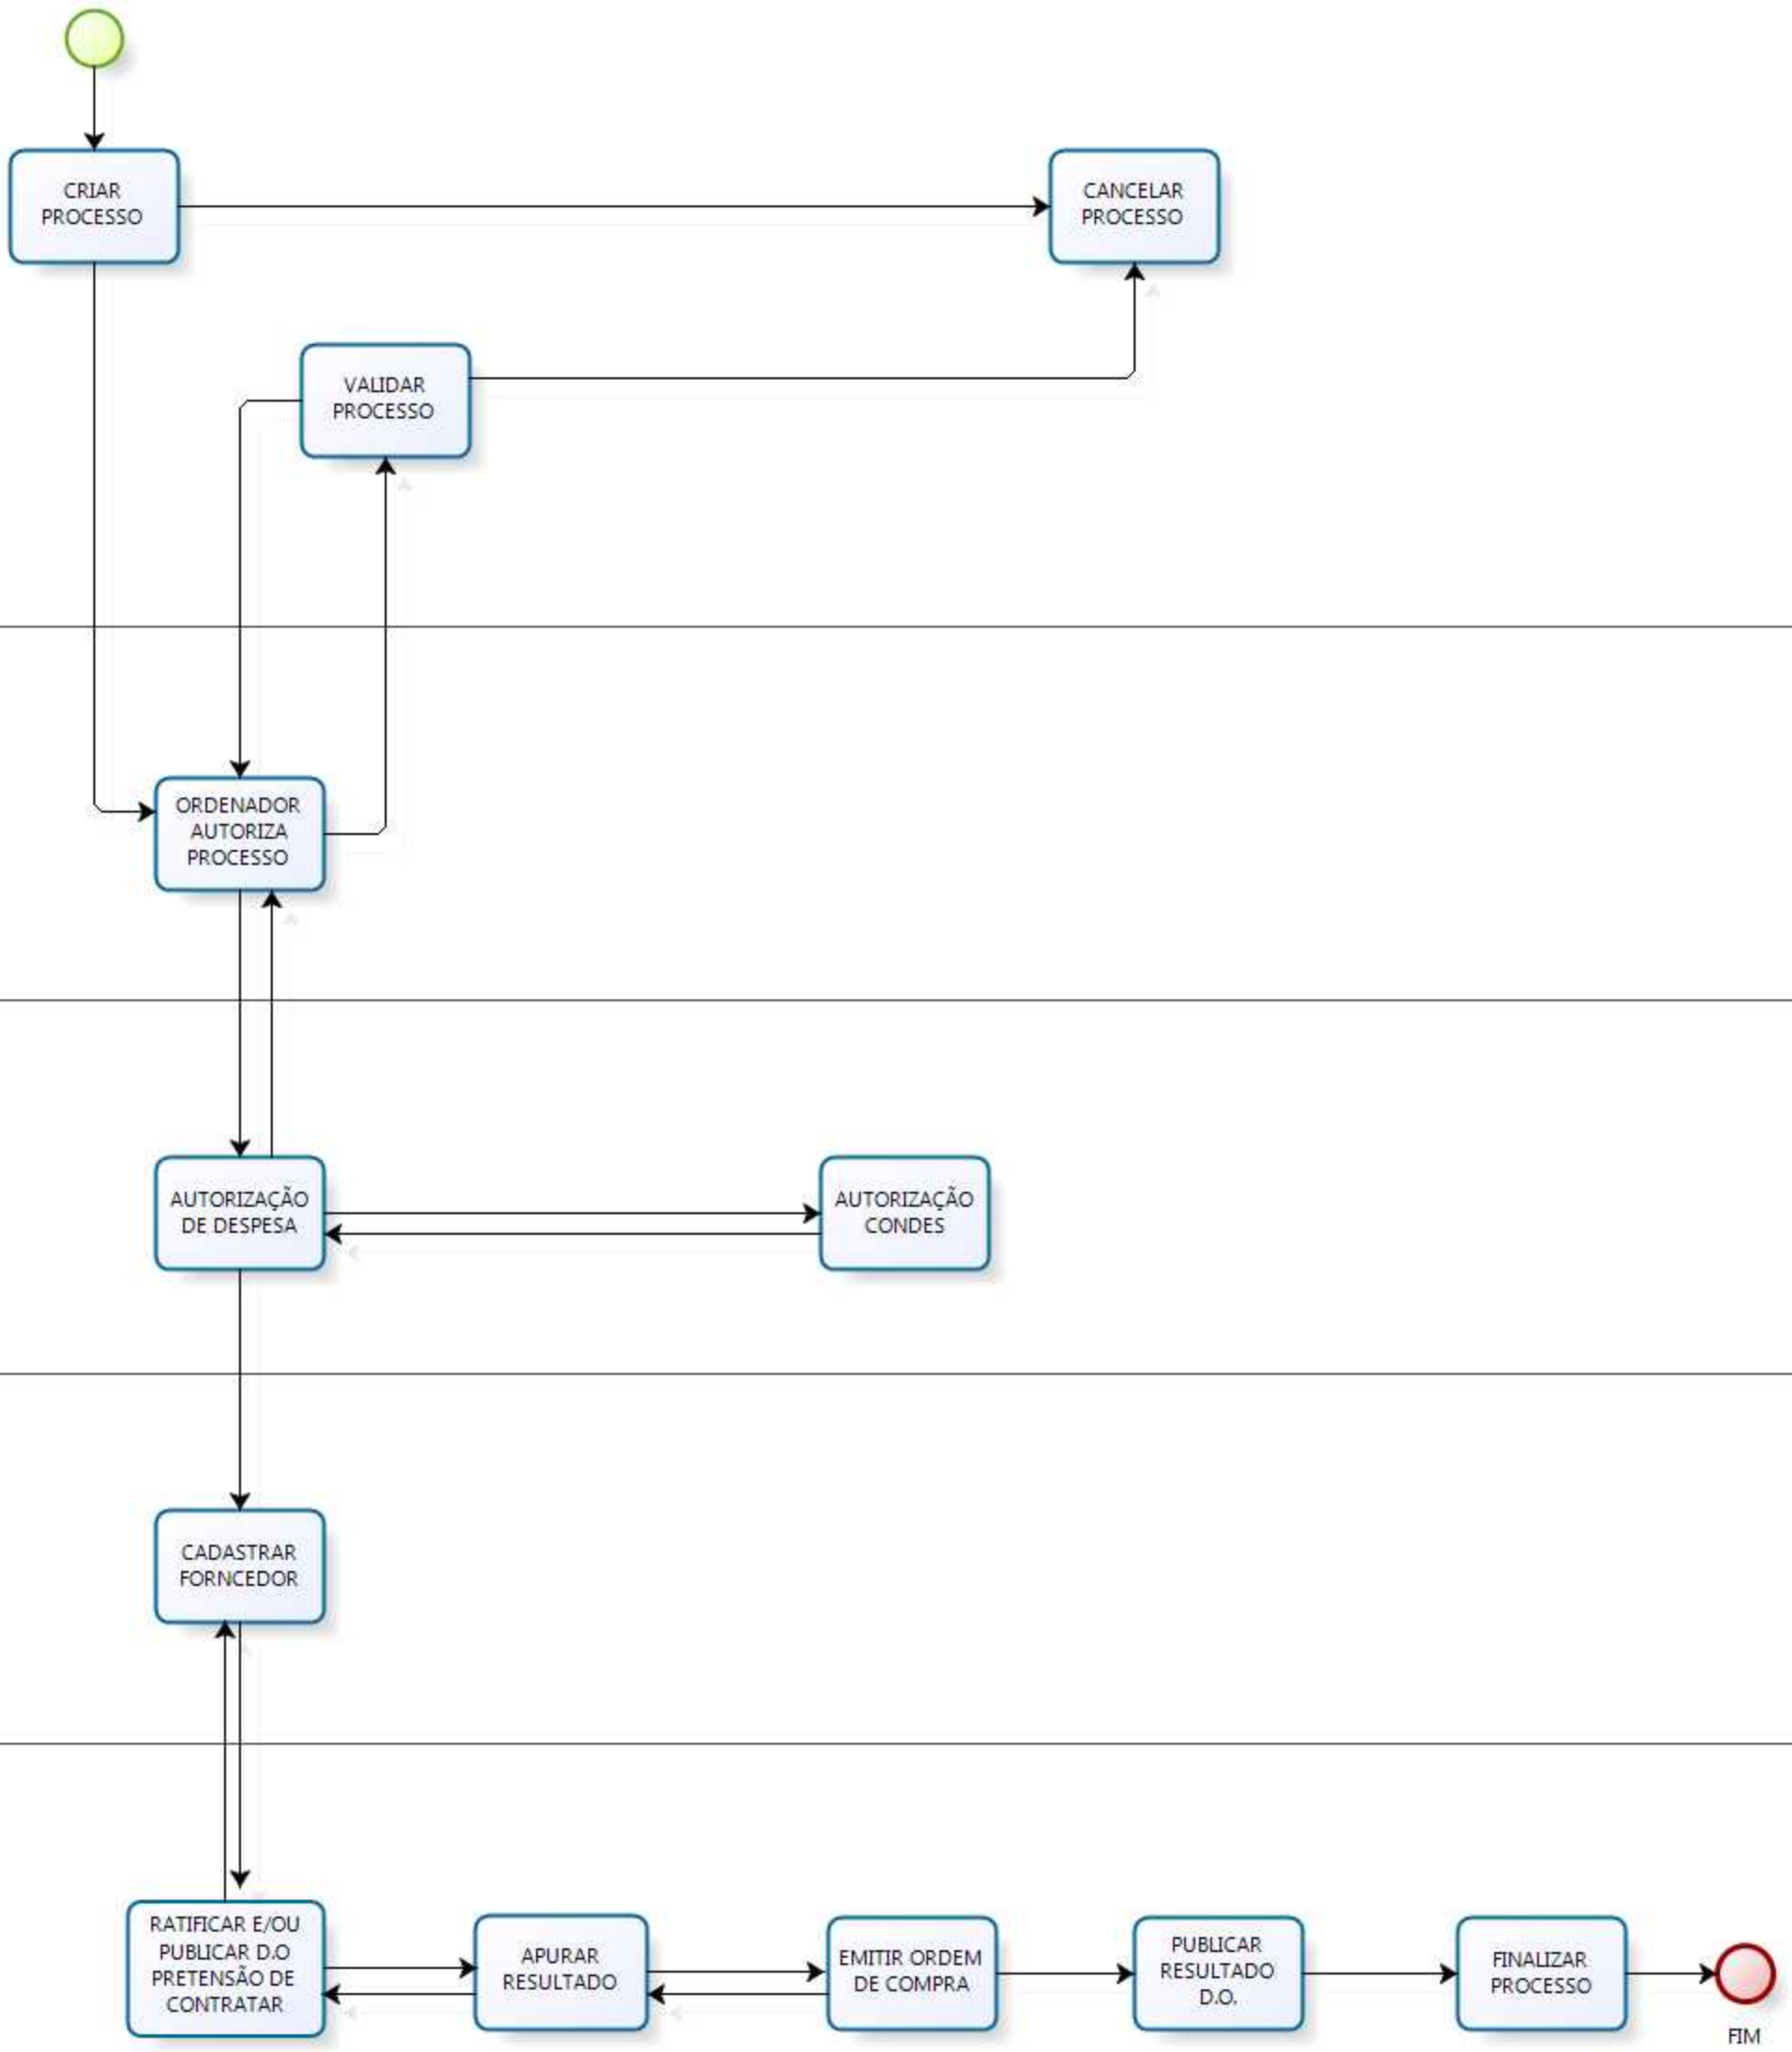 CRIAR
PROCESSO
CANCELAR
PROCESSO
VALIDAR
PROCESSO
ORDENADOR
AUTORIZA
PROCESSO
AUTORIZAÇÃO
DE DESPESA
AUTORIZAÇÃO
CONDES
CADASTRAR
FORNCEDOR
RATIFICAR E/OU
PUBLICAR D.O
PRETENSÃO DE
CONTRATAR
APURAR
RESULTADO
EMITIR ORDEM
DE COMPRA
PUBLICAR
RESULTADO
D.O.
FINALIZAR
PROCESSO
FIM